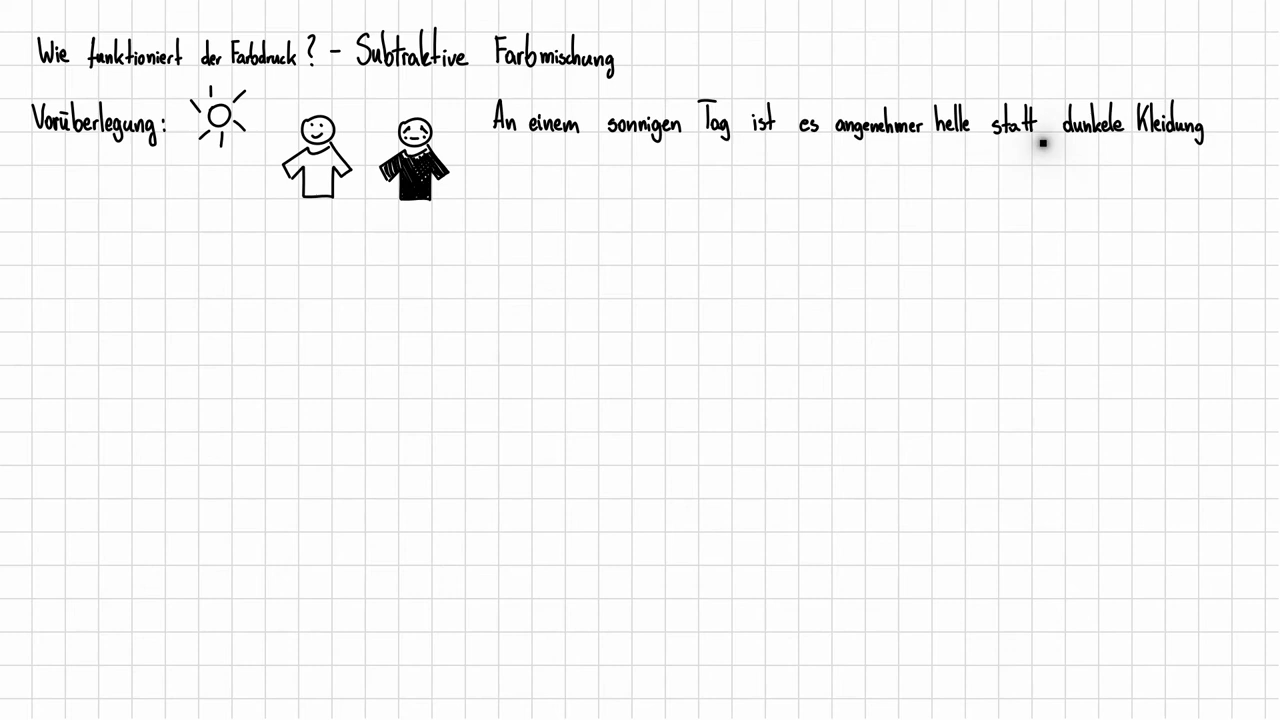 Wie funktioniert der Farbdruck? - Subtraktive Farbmischung
Vorüberlegung: An einem sonnigen Tag ist es angenehmer helle statt dunkele Kleidung